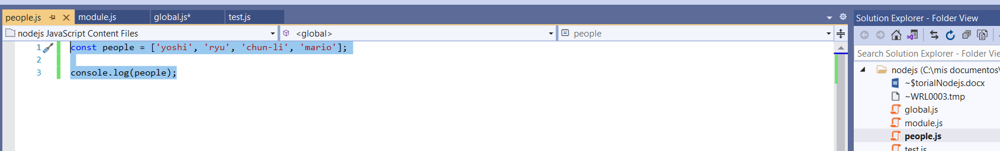 people.js module.js global.js* test.js
nodejs JavaScript Content Files <global> people
1 const people = ['yoshi', 'ryu', 'chun-li', 'mario'];
2
3 console.log(people);
Solution Explorer - Folder View
Search Solution Explorer - Folder Vie
nodejs (C:\mis documentos\
~$torialNodejs.docx
~WRL0003.tmp
global.js
module.js
people.js
test.js